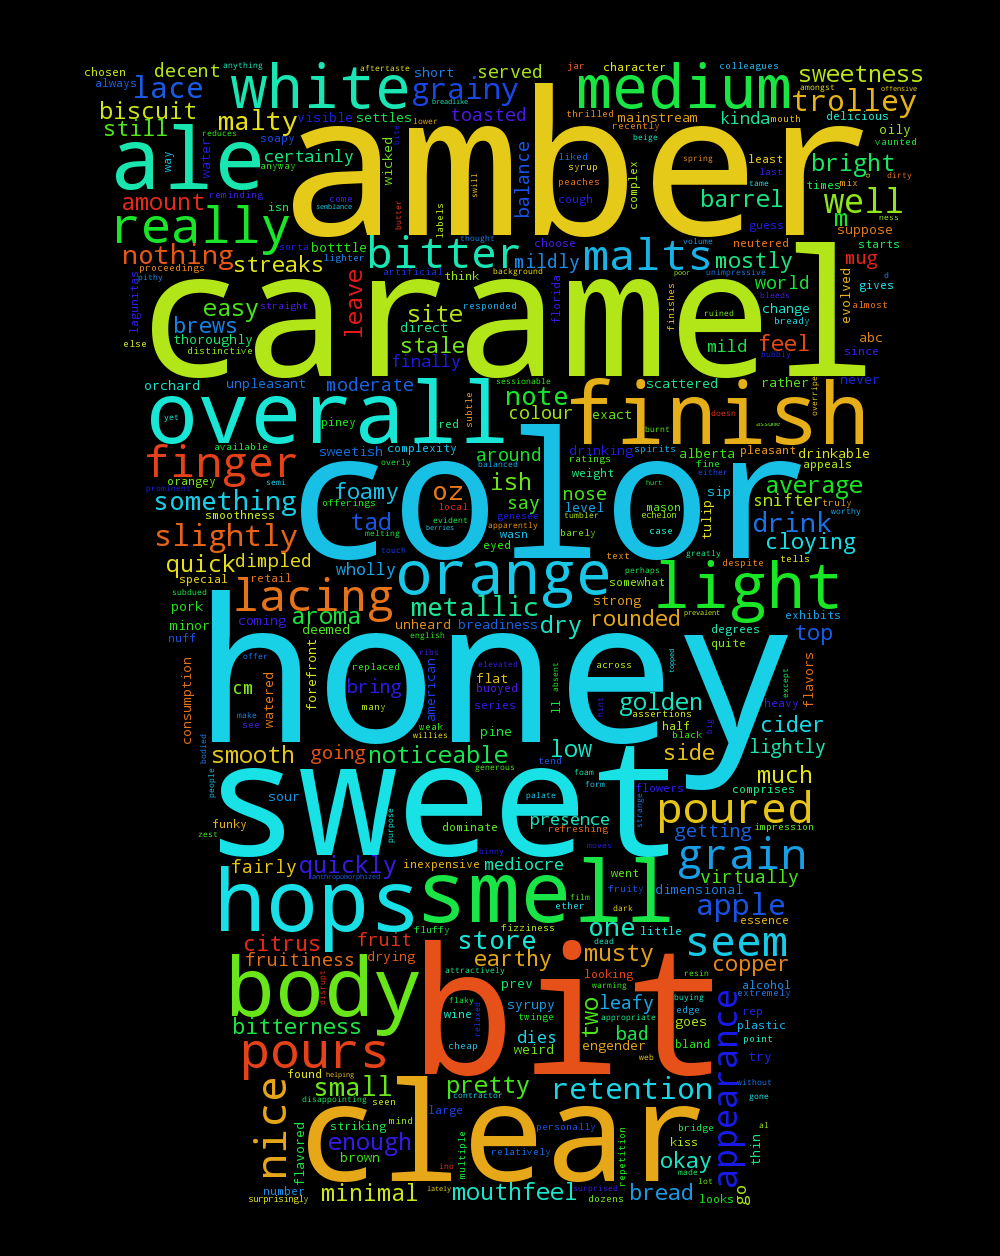 anything aftertaste short served jar character colleagues amongst
chosen always decent lace white grainy medium sweetness offensive
biscuit malty visible settles breadlike toasted lower thrilled mainstream kinda trolley delicious
still reduces soapy recently beige mouth oily vaunted
ale way water certainly anyway wicked amber balance liked syrup peaches complex spring least last bright dirty
amount reminding isn come semblance butter labels swill cough barrel tame times mix well ness
really sorta botttle lighter thought choose volume guess m suppose
nothing streaks bitter mildly malts neutered mostly starts mug
proceedings pithy artificial think background unimpressive poor world gives d
lagunitas straight leave caramel responded florida finishes ruined bleeds change evolved almost
easy site direct bready
brews thoroughly distinctive stale finally mild bubbly feel abc since
else
orchard unpleasant moderate sessionable note scattered rather overripe never
overall yet piney red subtle colour exact finish doesn burnt
available sweetish complexity around drinking spirits alberta pleasant drinkable
finger orangey semi overly balanced ratings fine either appeals
prominent something smoothness foamy offerings oz local ish nose weight hurt sip average
tad evident berries genesee say level tumbler mason echelon tulip snifter truly worthy
slightly color melting apparently wasn barely case drink
quick dimpled touch eyed text greatly despite cloying tells
special retail wholly orange perhaps somewhat light
subdued pork lacing metallic strong prevalent exhibits
minor nuff coming aroma deemed unheard breadiness dry rounded degrees quite top
english honey
consumption watered offer forefront replaced ribs elevated across topped flavors except
cm bring many american flat buoyed ll absent golden hint heavy
make see weak willies series pine assertions half black big cider
bodied smooth going noticeable low side lightly
people sour sweet generous tend foam form palate flowers strange much comprises
funky zest purpose dominate presence refreshing poured getting impression
fairly quickly inexpensive binny mediocre moves grain
anthropomorphized went virtually
hops smell film ether fruity dark dimensional apple essence
citrus fruit fluffy store fizziness one little dead seem
fruitiness drying earthy musty copper
body disrupt bit attractively prev looking resin warming alcohol extremely
bitterness flaky wine relaxed syrupy twinge two leafy appropriate buying edge rep plastic
pours cheap dies weird engender bad goes bland point
found helping web try
nice small pretty retention appearance without
disappointing seen contractor gone
flavored striking mind large personally bridge al
enough clear multiple relatively repetition kiss thin
brown ino okay made
number minimal lately mouthfeel surprised dozens bread lot looks go
surprisingly